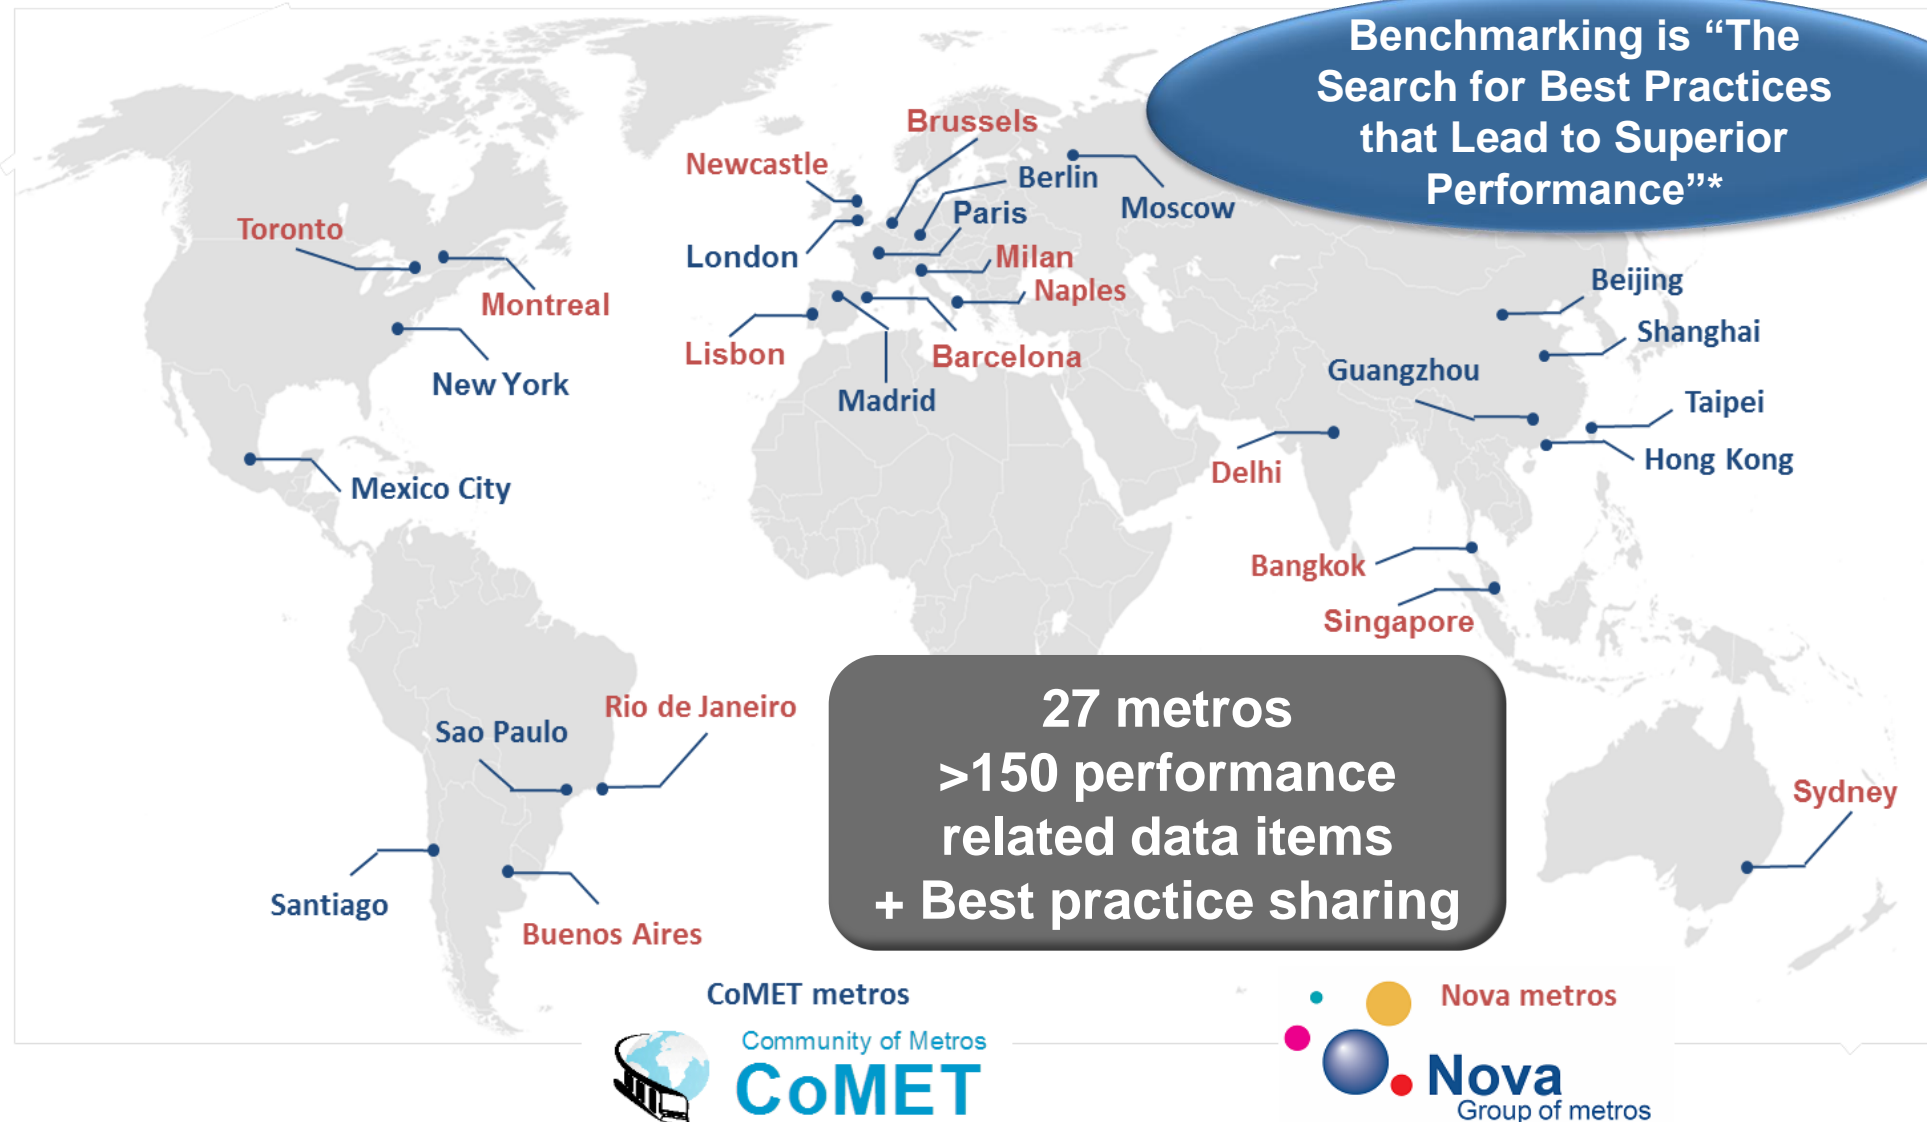 Benchmarking is “The
Search for Best Practices
that Lead to Superior
Performance”*
Brussels
Newcastle
Berlin
Moscow
Paris
London
Milan
Naples
Toronto
Montreal
New York
Lisbon
Barcelona
Madrid
Mexico City
Beijing
Shanghai
Guangzhou
Taipei
Hong Kong
Delhi
Bangkok
Singapore
Rio de Janeiro
Sao Paulo
Santiago
Buenos Aires
Sydney
27 metros
>150 performance
related data items
+ Best practice sharing
CoMET metros
Community of Metros
CoMET
Nova metros
Nova
Group of metros